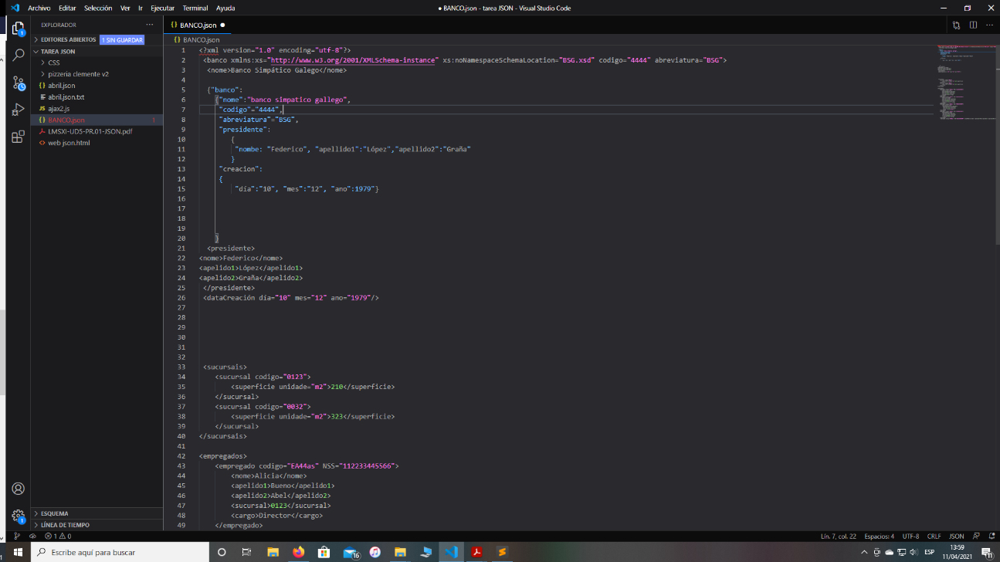 Archivo Editar Selección Ver Ir Ejecutar Terminal Ayuda
● BANCO.json - tarea JSON - Visual Studio Code
EXPLORADOR ···
EDITORES ABIERTOS 1 SIN GUARDAR
TAREA JSON
CSS
pizzeria clemente v2
{} abril.json
abril.json.txt
JS ajax2.js
{} BANCO.json 1
LMSXI-UD5-PR.01-JSON.pdf
<> web json.html
ESQUEMA
LÍNEA DE TIEMPO
{} BANCO.json ●
{} BANCO.json
1 <?xml version="1.0" encoding="utf-8"?>
2 <banco xmlns:xs="http://www.w3.org/2001/XMLSchema-instance" xs:noNamespaceSchemaLocation="BSG.xsd" codigo="4444" abreviatura="BSG">
3 <nome>Banco Simpático Galego</nome>
4
5 {"banco":
6 {"nome":"banco simpatico gallego",
7 "codigo"="4444",
8 "abreviatura"="BSG",
9 "presidente":
10 {
11 "nombe: "Federico", "apellido1":"López","apellido2":"Graña"
12 }
13 "creacion":
14 {
15 "día":"10", "mes":"12", "ano":1979"}
16
17
18
19
20 }
21 <presidente>
22 <nome>Federico</nome>
23 <apelido1>López</apelido1>
24 <apelido2>Graña</apelido2>
25 </presidente>
26 <dataCreación día="10" mes="12" ano="1979"/>
27
28
29
30
31
32
33 <sucursais>
34 <sucursal codigo="0123">
35 <superficie unidade="m2">210</superficie>
36 </sucursal>
37 <sucursal codigo="0032">
38 <superficie unidade="m2">323</superficie>
39 </sucursal>
40 </sucursais>
41
42 <empregados>
43 <empregado codigo="EA44as" NSS="112233445566">
44 <nome>Alicia</nome>
45 <apelido1>Bueno</apelido1>
46 <apelido2>Abel</apelido2>
47 <sucursal>0123</sucursal>
48 <cargo>Director</cargo>
49 </empregado>
1 0 Lín. 7, col. 22 Espacios: 4 UTF-8 CRLF JSON
Escribe aquí para buscar
16
ESP
13:59
11/04/2021
11